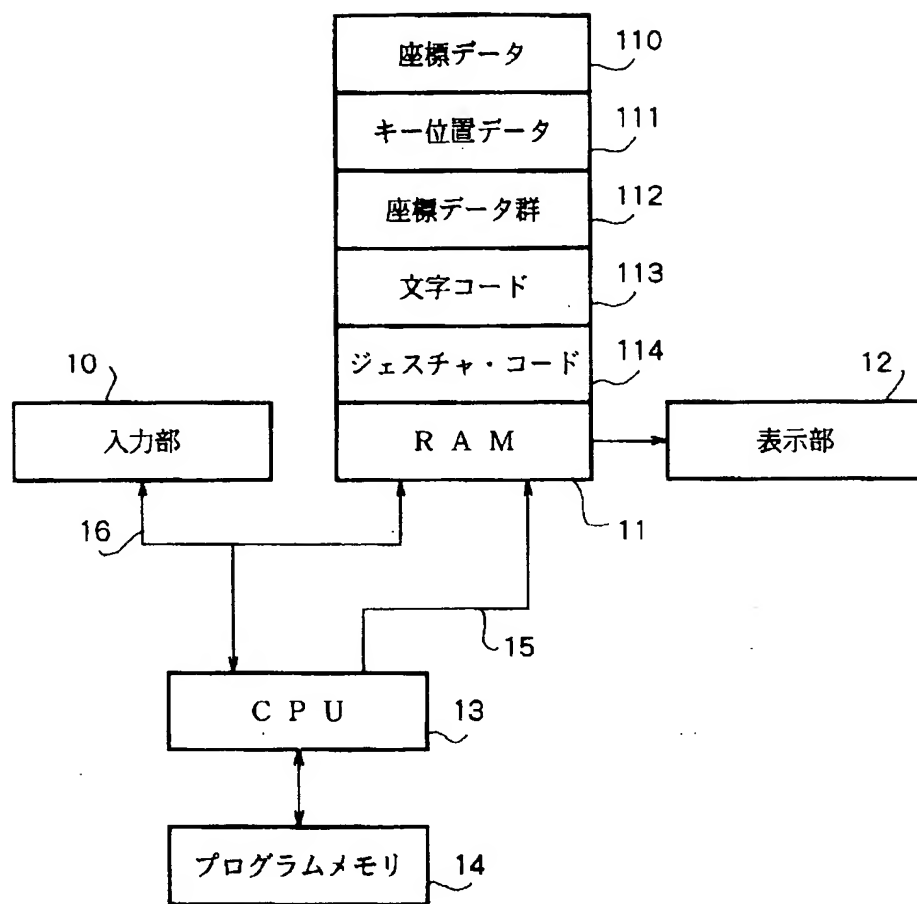 座標データ 110
キー位置データ 111
座標データ群 112
文字コード 113
ジェスチャ・コード 114
10 12
入力部 RAM 表示部
16 11
15
CPU 13
プログラムメモリ 14